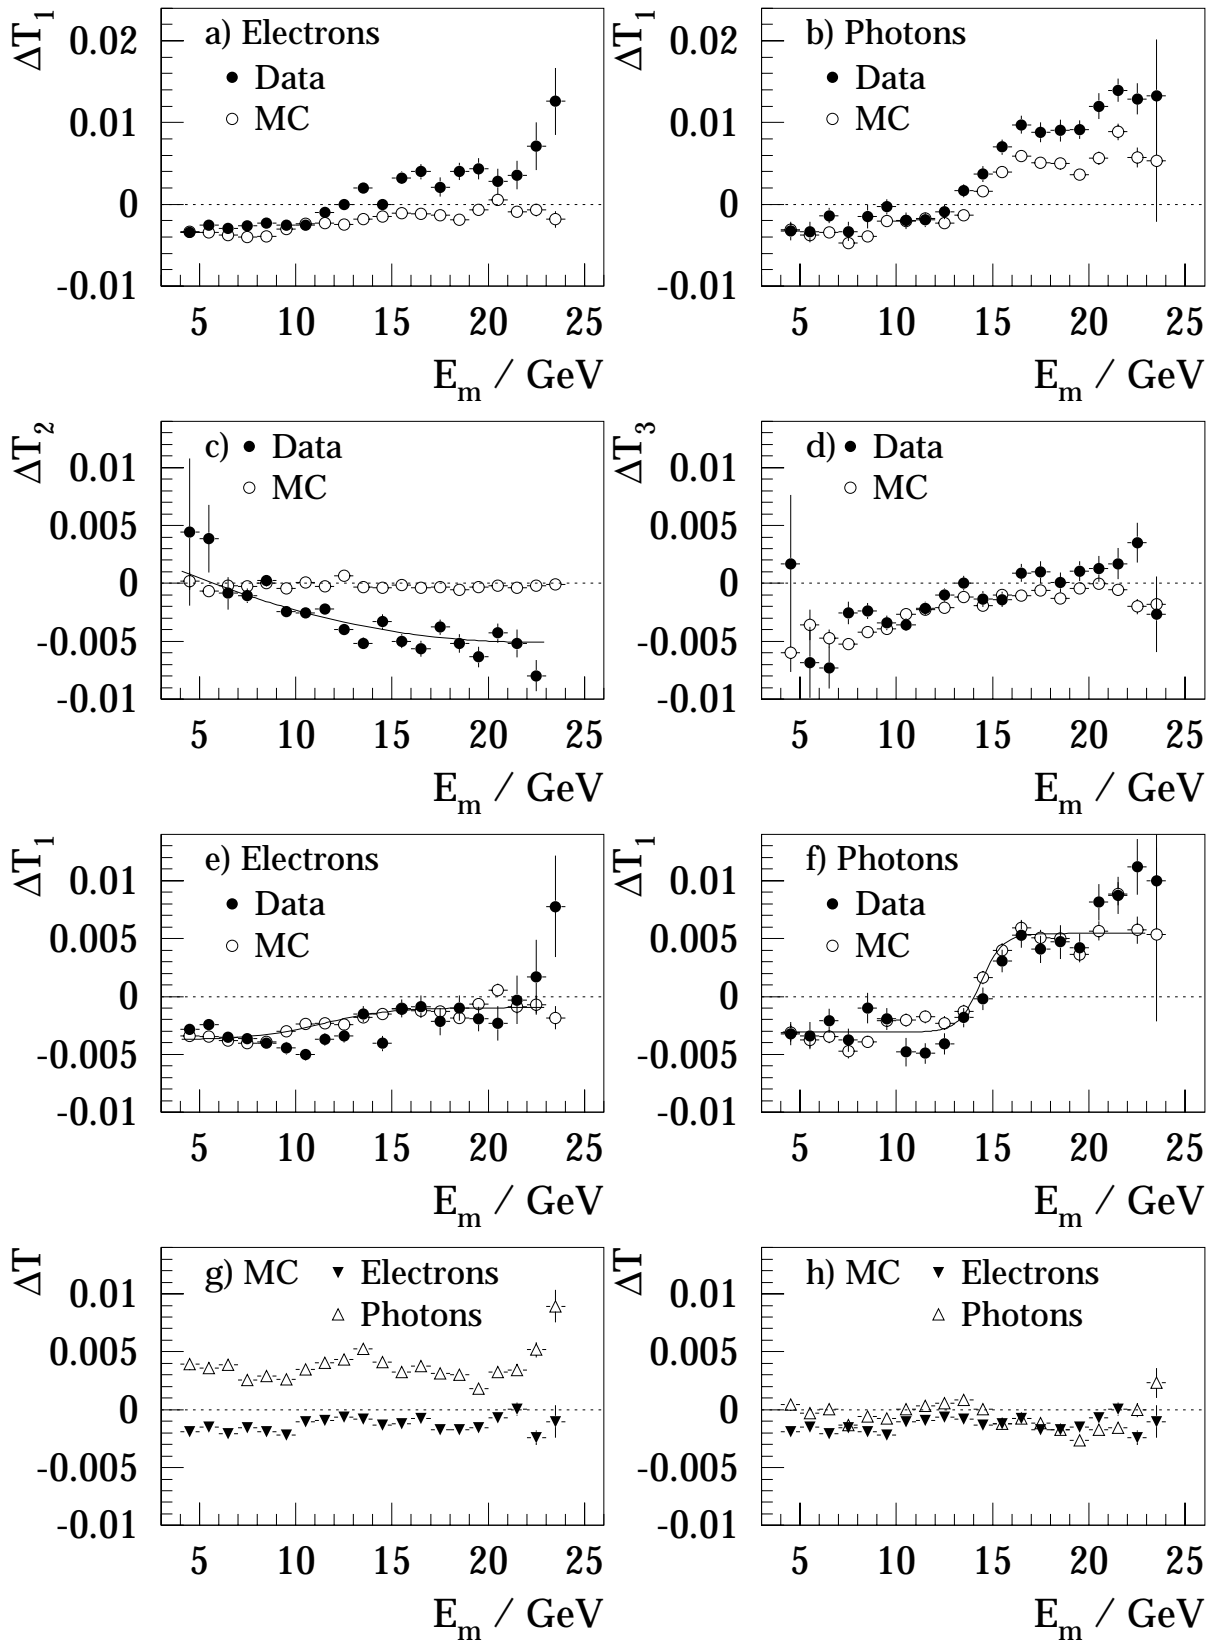 ΔT1
0.02
0.01
0
-0.01
a) Electrons
Data
MC
5 10 15 20 25
Em / GeV
ΔT1
0.02
0.01
0
-0.01
b) Photons
Data
MC
5 10 15 20 25
Em / GeV
ΔT2
0.01
0.005
0
-0.005
-0.01
c) Data
MC
5 10 15 20 25
Em / GeV
ΔT3
0.01
0.005
0
-0.005
-0.01
d) Data
MC
5 10 15 20 25
Em / GeV
ΔT1
0.01
0.005
0
-0.005
-0.01
e) Electrons
Data
MC
5 10 15 20 25
Em / GeV
ΔT1
0.01
0.005
0
-0.005
-0.01
f) Photons
Data
MC
5 10 15 20 25
Em / GeV
ΔT
0.01
0.005
0
-0.005
-0.01
g) MC Electrons
Photons
5 10 15 20 25
Em / GeV
ΔT
0.01
0.005
0
-0.005
-0.01
h) MC Electrons
Photons
5 10 15 20 25
Em / GeV